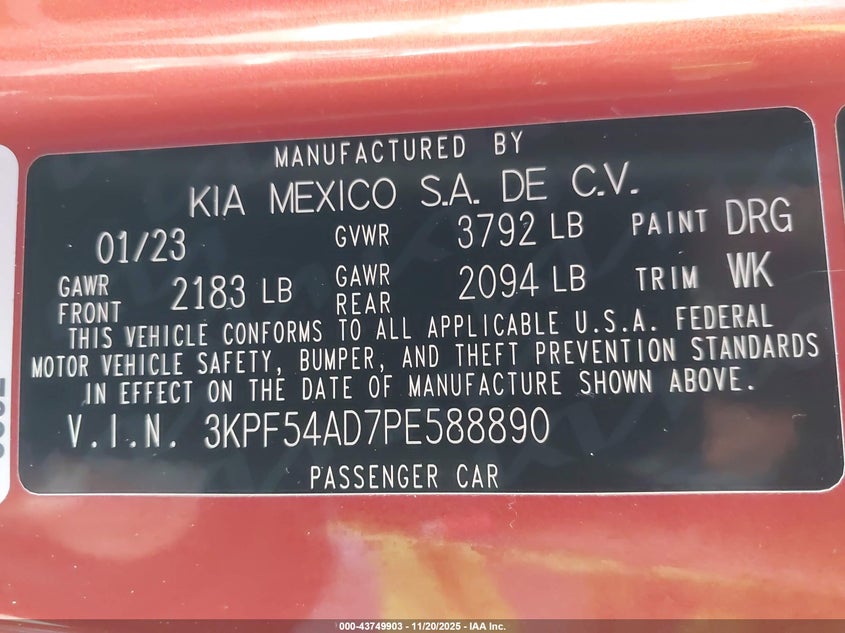 MANUFACTURED BY
KIA MEXICO S.A. DE C.V.
01/23 GVWR 3792 LB PAINT DRG
GAWR FRONT 2183 LB GAWR REAR 2094 LB TRIM WK
THIS VEHICLE CONFORMS TO ALL APPLICABLE U.S.A. FEDERAL
MOTOR VEHICLE SAFETY, BUMPER, AND THEFT PREVENTION STANDARDS
IN EFFECT ON THE DATE OF MANUFACTURE SHOWN ABOVE.
V.I.N. 3KPF54AD7PE588890
PASSENGER CAR
000-43749903 - 11/20/2025 - IAA Inc.